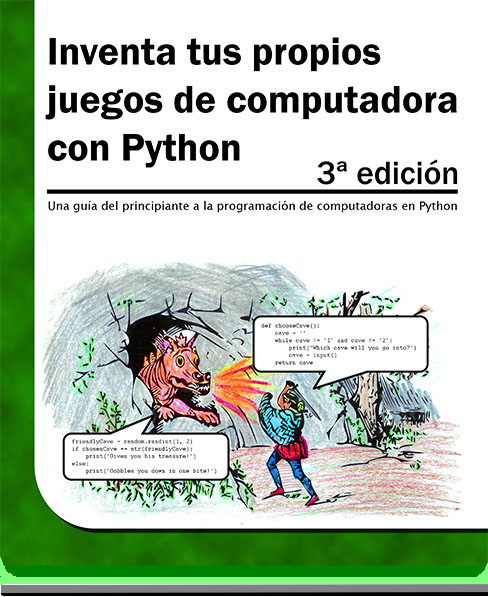 Inventa tus propios
juegos de computadora
con Python
3ª edición
Una guía del principiante a la programación de computadoras en Python
def chooseCave():
    cave = ''
    while cave != '1' and cave != '2':
        print('Which cave will you go into?')
        cave = input()
    return cave
friendlyCave = random.randint(1, 2)
if chosenCave == str(friendlyCave):
    print('Gives you his treasure!')
else:
    print('Gobbles you down in one bite!')